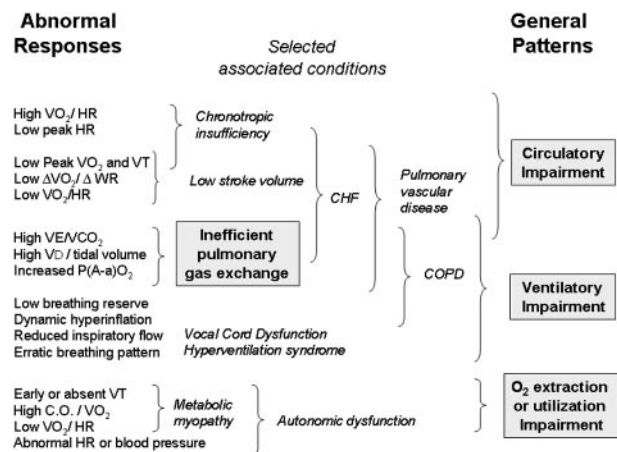 Abnormal
Responses
Selected
associated conditions
General
Patterns
High VO2/ HR
Low peak HR
Chronotropic
insufficiency
Low Peak VO2 and VT
Low ΔVO2/ Δ WR
Low VO2/HR
Low stroke volume
CHF
Pulmonary
vascular
disease
Circulatory
Impairment
High VE/VCO2
High VD / tidal volume
Increased P(A-a)O2
Inefficient
pulmonary
gas exchange
COPD
Ventilatory
Impairment
Low breathing reserve
Dynamic hyperinflation
Reduced inspiratory flow
Erratic breathing pattern
Vocal Cord Dysfunction
Hyperventilation syndrome
Early or absent VT
High C.O. / VO2
Low VO2/ HR
Abnormal HR or blood pressure
Metabolic
myopathy
Autonomic dysfunction
O2 extraction
or utilization
Impairment